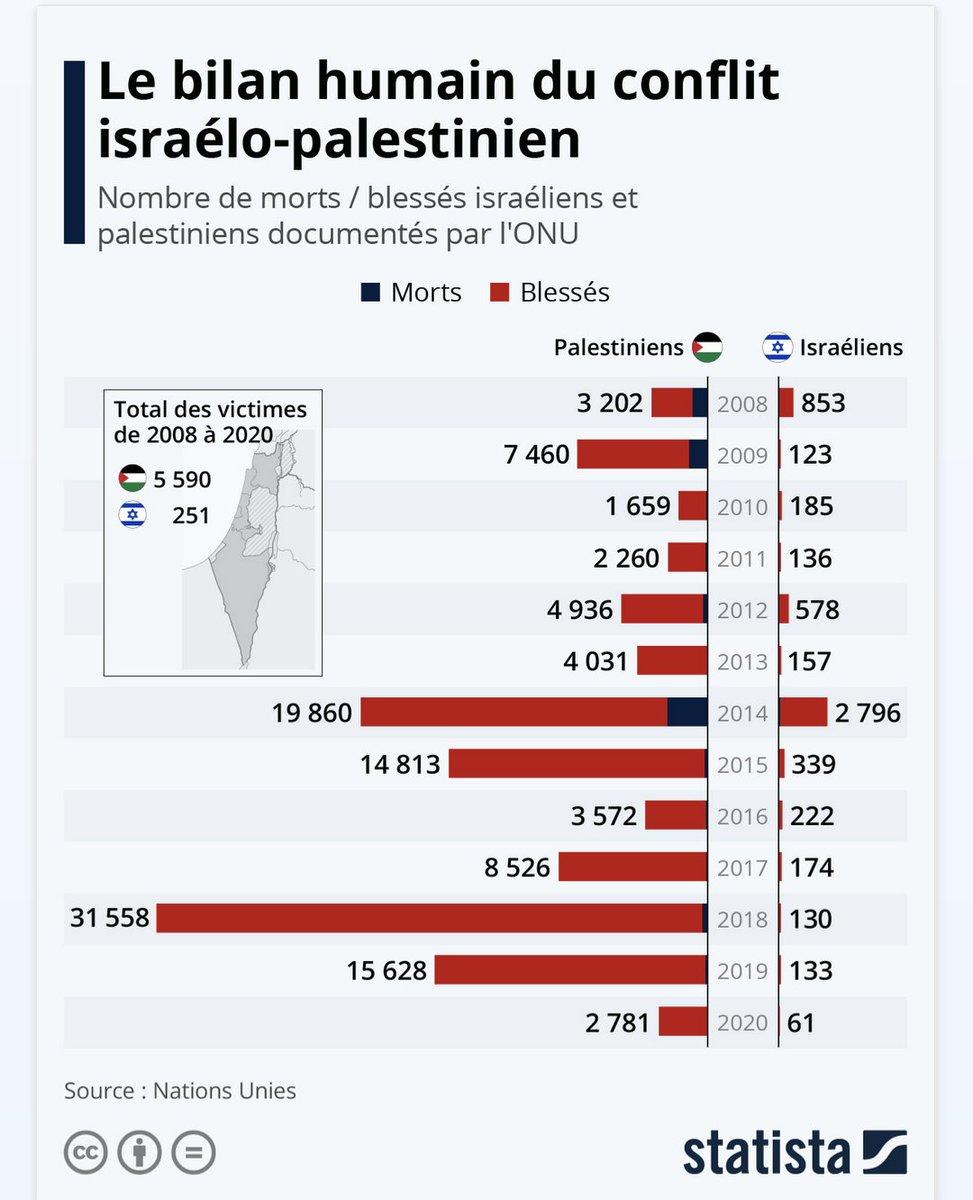 Le bilan humain du conflit
israélo-palestinien
Nombre de morts / blessés israéliens et
palestiniens documentés par l'ONU
Morts Blessés
Palestiniens Israéliens
Total des victimes
de 2008 à 2020
5 590
251
3 202 2008 853
7 460 2009 123
1 659 2010 185
2 260 2011 136
4 936 2012 578
4 031 2013 157
19 860 2014 2 796
14 813 2015 339
3 572 2016 222
8 526 2017 174
31 558 2018 130
15 628 2019 133
2 781 2020 61
Source : Nations Unies
cc
statista